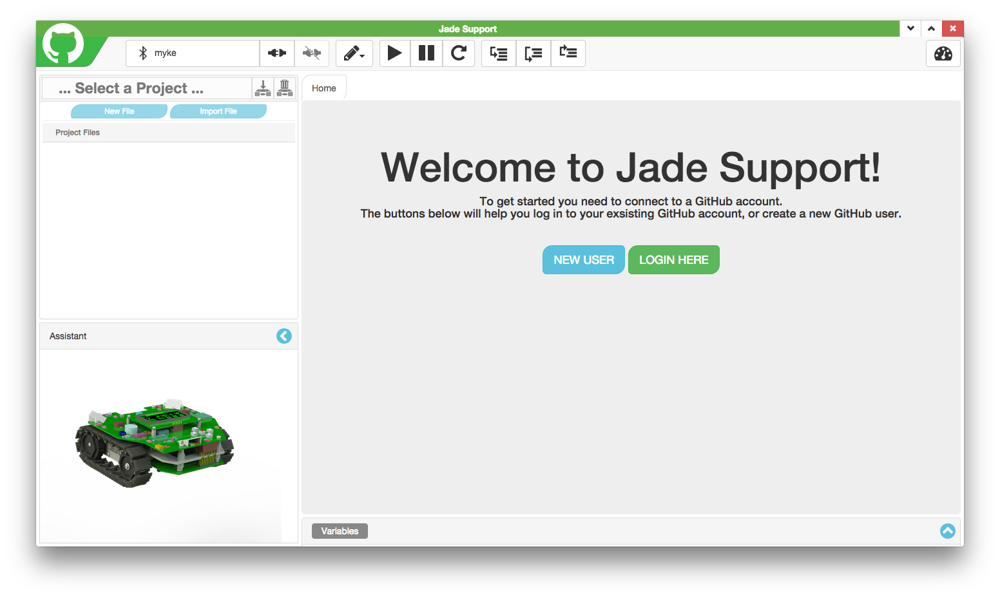 Jade Support
myke
... Select a Project ...
New File
Import File
Project Files
Home
Welcome to Jade Support!
To get started you need to connect to a GitHub account.
The buttons below will help you log in to your exsisting GitHub account, or create a new GitHub user.
NEW USER
LOGIN HERE
Assistant
Variables